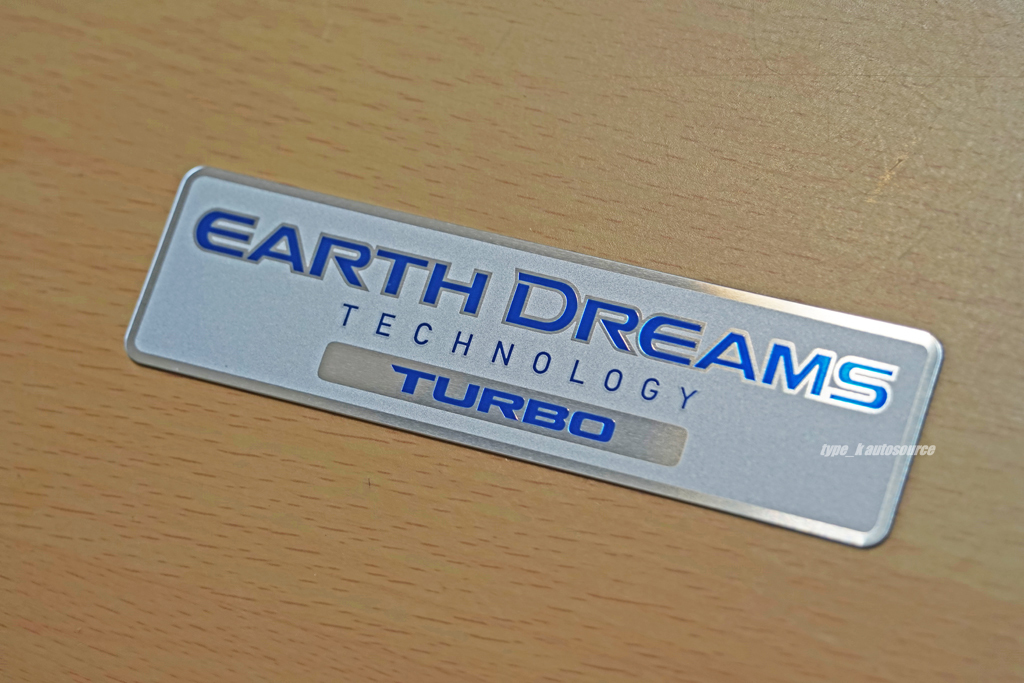 EARTH DREAMS
TECHNOLOGY
TURBO
type_k autosource